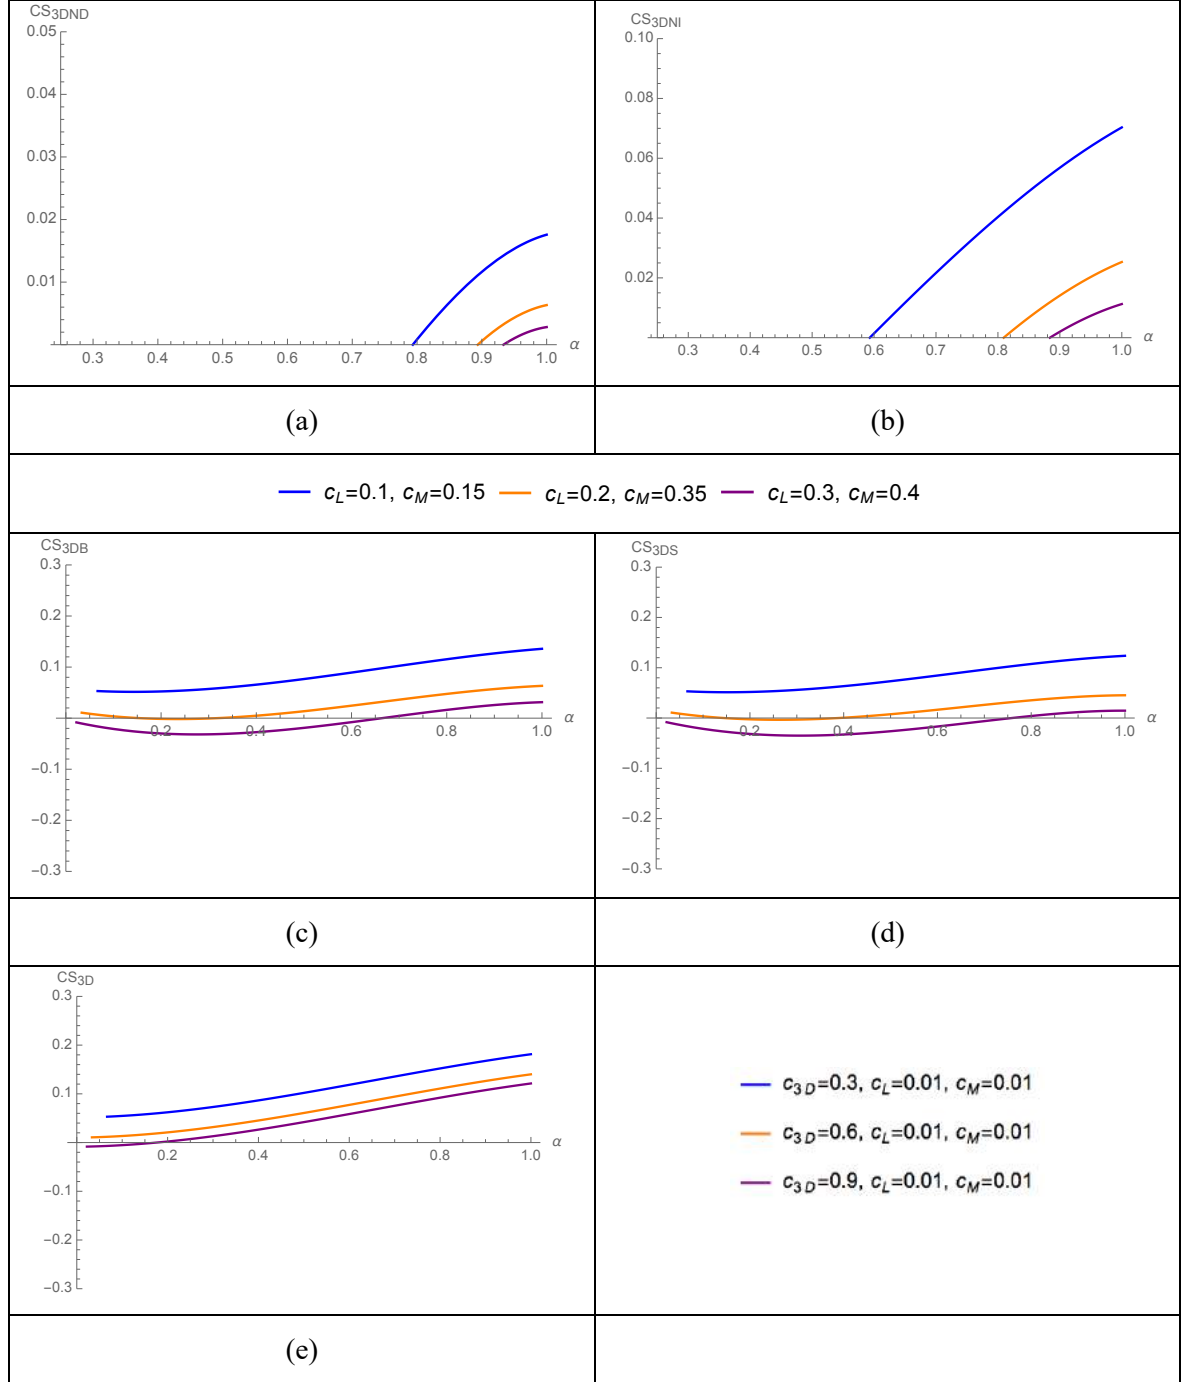 CS3DND
0.05
0.04
0.03
0.02
0.01
0.3 0.4 0.5 0.6 0.7 0.8 0.9 1.0 α
CS3DNI
0.10
0.08
0.06
0.04
0.02
0.3 0.4 0.5 0.6 0.7 0.8 0.9 1.0 α
(a)
(b)
cL=0.1, cM=0.15 cL=0.2, cM=0.35 cL=0.3, cM=0.4
CS3DB
0.3
0.2
0.1
0.2 0.4 0.6 0.8 1.0 α
−0.1
−0.2
−0.3
CS3DS
0.3
0.2
0.1
0.2 0.4 0.6 0.8 1.0 α
−0.1
−0.2
−0.3
(c)
(d)
CS3D
0.3
0.2
0.1
0.2 0.4 0.6 0.8 1.0 α
−0.1
−0.2
−0.3
c3D=0.3, cL=0.01, cM=0.01
c3D=0.6, cL=0.01, cM=0.01
c3D=0.9, cL=0.01, cM=0.01
(e)